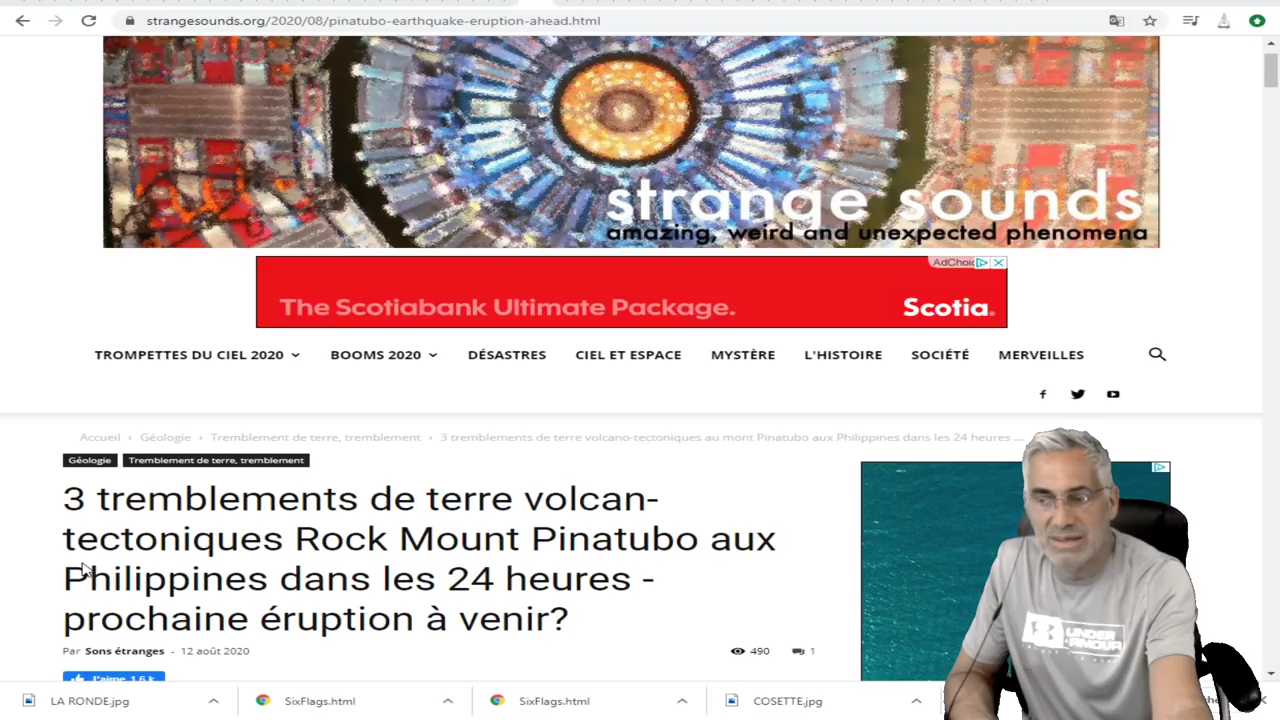 strangesounds.org/2020/08/pinatubo-earthquake-eruption-ahead.html
strange sounds
amazing, weird and unexpected phenomena
AdChoi
The Scotiabank Ultimate Package.
Scotia.
TROMPETTES DU CIEL 2020 BOOMS 2020 DÉSASTRES CIEL ET ESPACE MYSTÈRE L'HISTOIRE SOCIÉTÉ MERVEILLES
Accueil › Géologie › Tremblement de terre, tremblement › 3 tremblements de terre volcano-tectoniques au mont Pinatubo aux Philippines dans les 24 heures ...
Géologie Tremblement de terre, tremblement
3 tremblements de terre volcan-
tectoniques Rock Mount Pinatubo aux
Philippines dans les 24 heures -
prochaine éruption à venir?
Par Sons étranges - 12 août 2020 490 1
J'aime 1,6 k
UNDER
ARMOUR
LA RONDE.jpg SixFlags.html SixFlags.html COSETTE.jpg